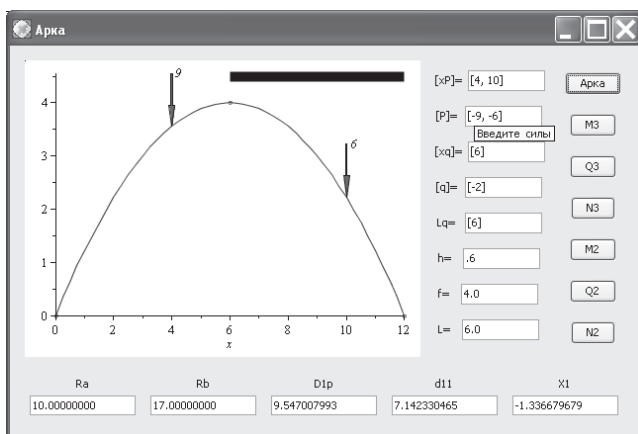 Арка
9
6
4
3
2
1
0
0 2 4 6 8 10 12
x
[xP]= [4, 10]
[P]= [-9, -6]
Введите силы
[xq]= [6]
[q]= [-2]
Lq= [6]
h= .6
f= 4.0
L= 6.0
Арка
M3
Q3
N3
M2
Q2
N2
Ra Rb D1p d11 X1
10.00000000 17.00000000 9.547007993 7.142330465 -1.336679679